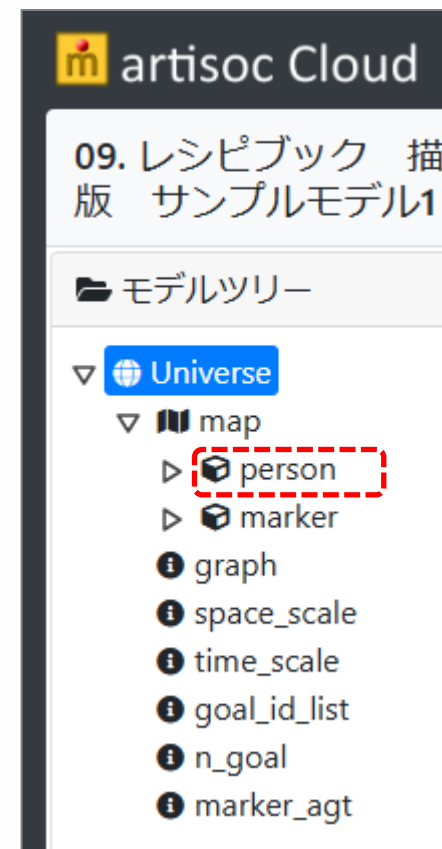 artisoc Cloud
09. レシピブック　描
版　サンプルモデル1
モデルツリー
Universe
map
person
marker
graph
space_scale
time_scale
goal_id_list
n_goal
marker_agt